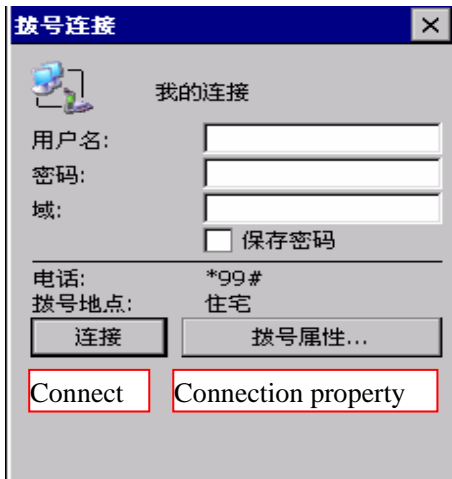 拨号连接
我的连接
用户名:
密码:
域:
保存密码
电话: *99#
拨号地点: 住宅
连接 拨号属性...
Connect Connection property